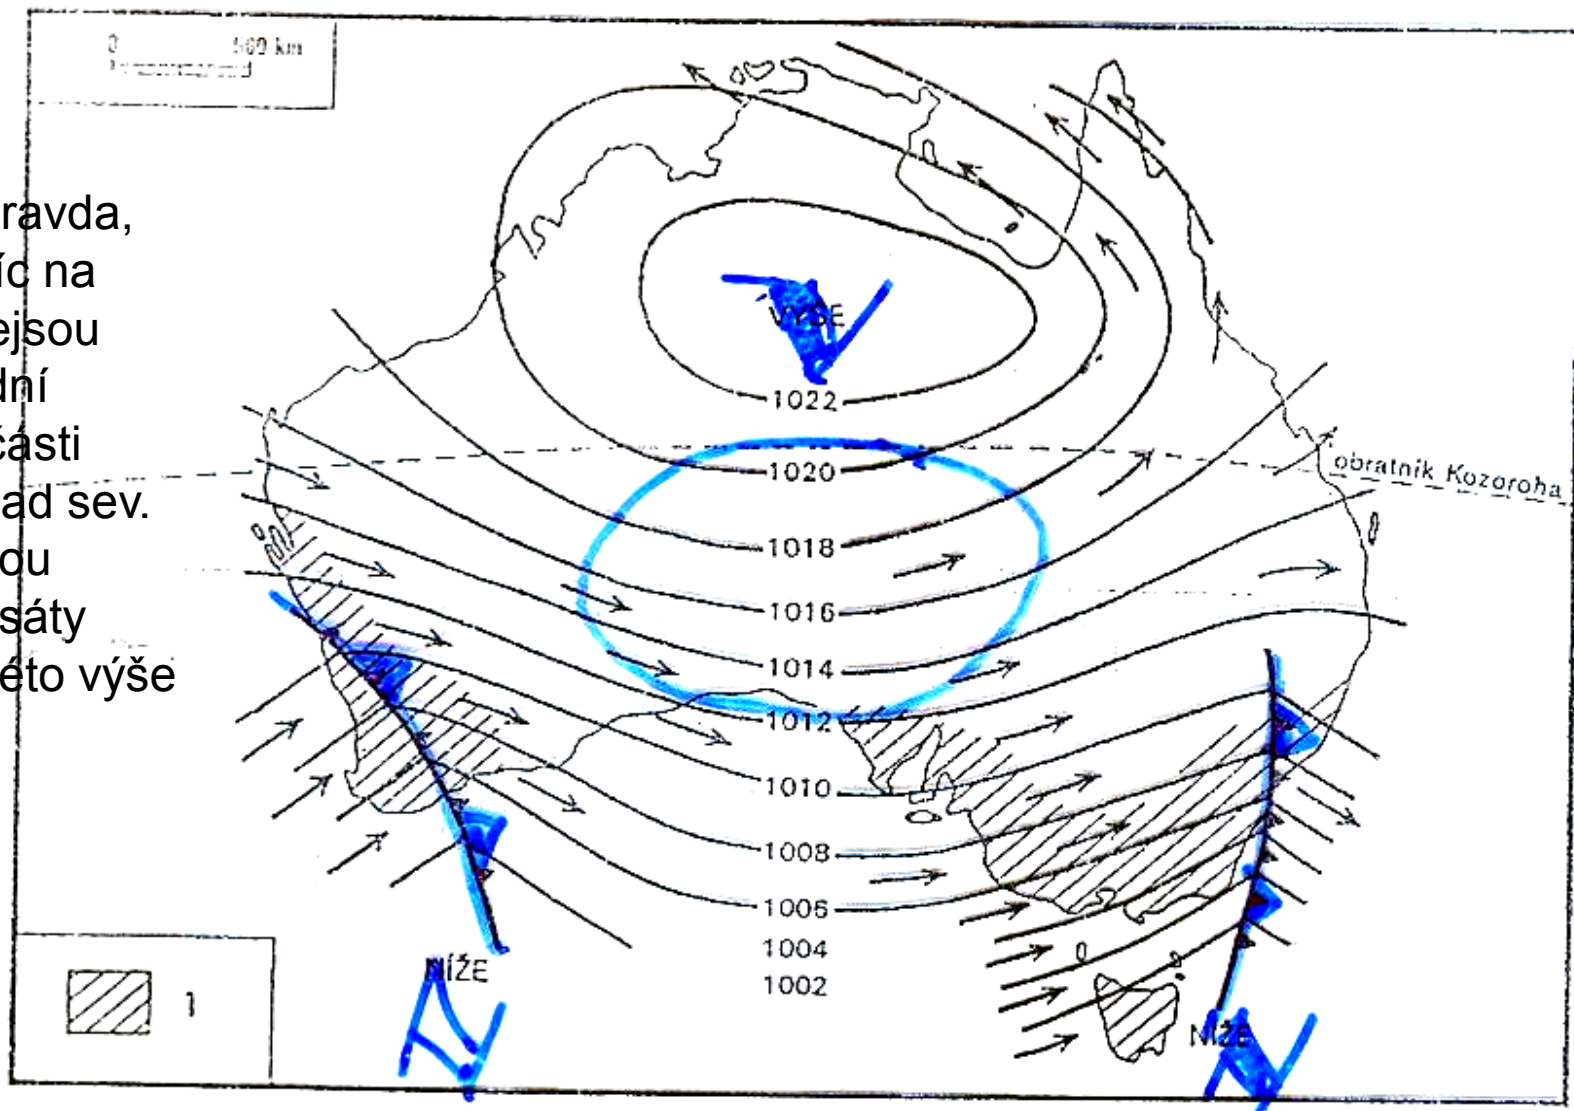 0 500 km
ravda,
íc na
ejsou
dní
části
ad sev.
ou
sáty
éto výše
VÝŠE
1022
1020
obratník Kozoroha
1018
1016
1014
1012
1010
1008
1006
1004
1002
NÍŽE
NÍŽE
1
V
N
N